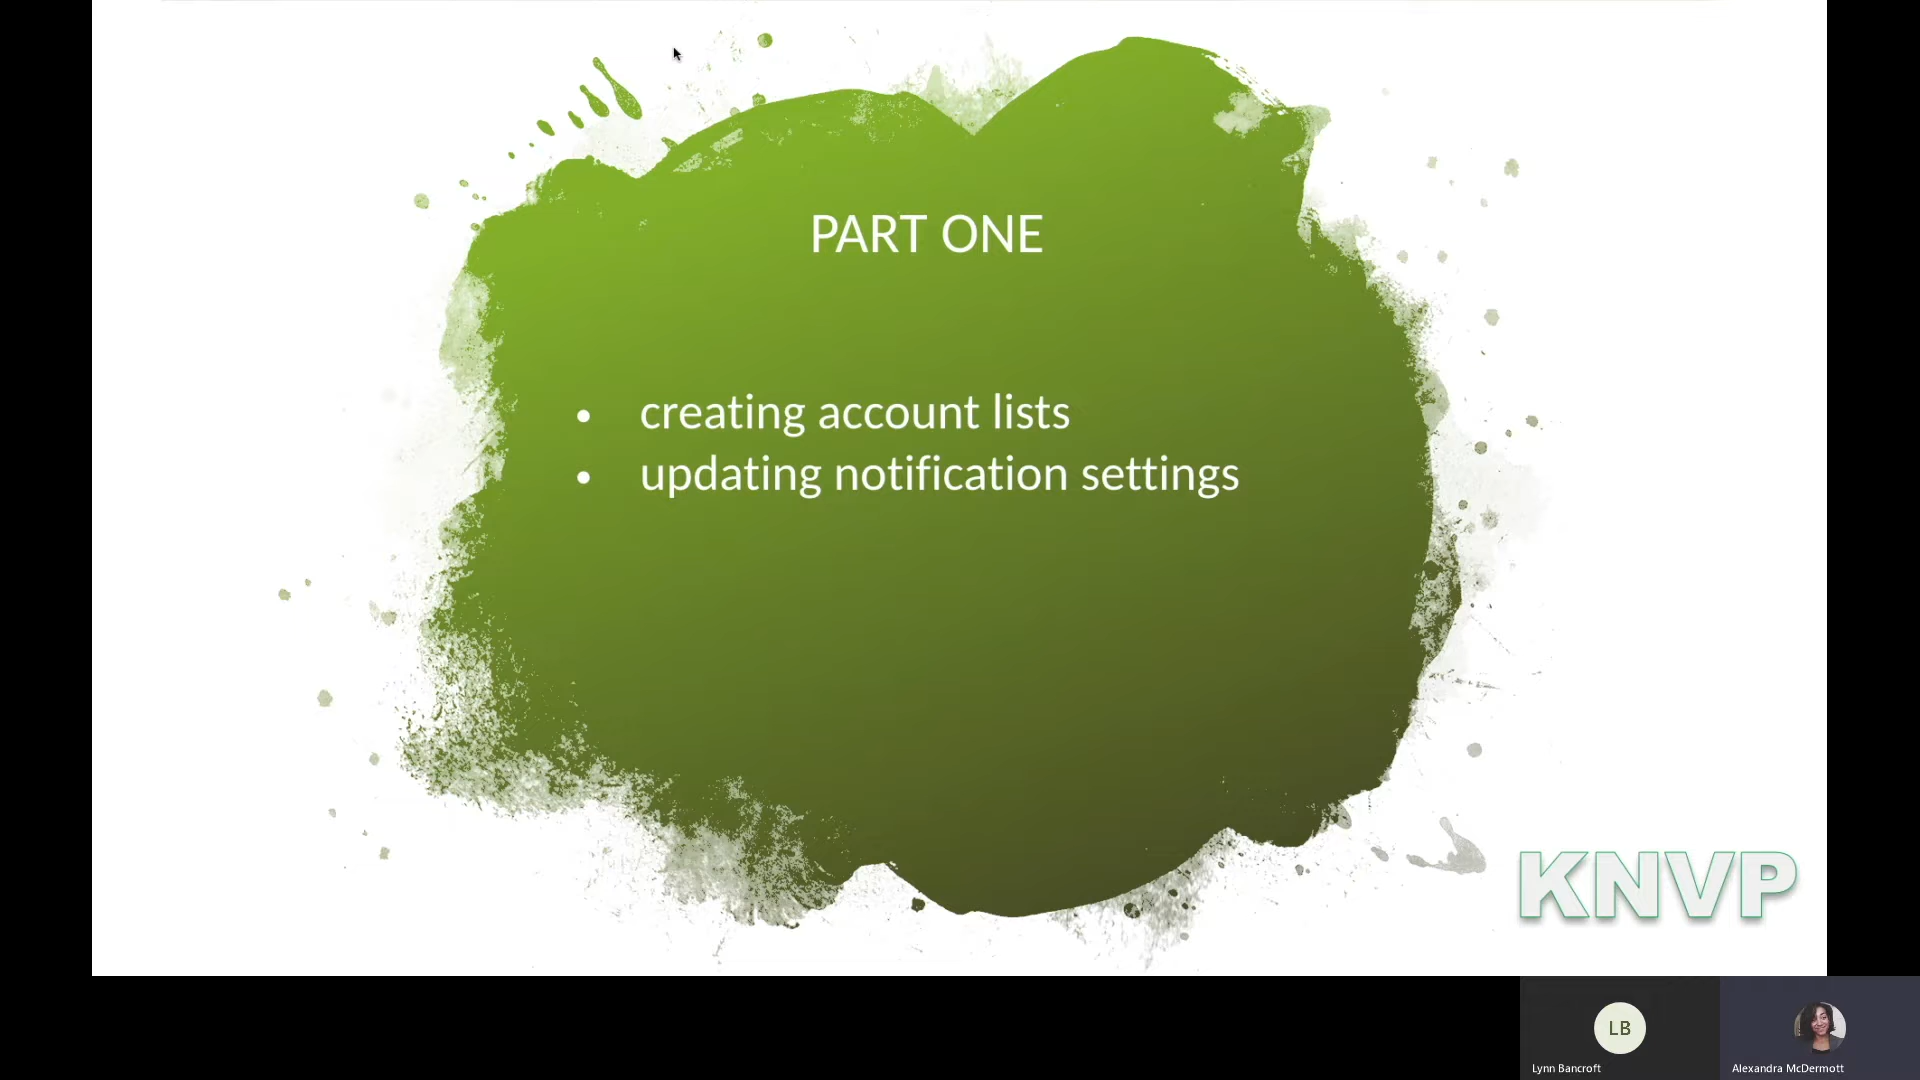 PART ONE
• creating account lists
• updating notification settings
KNVP
LB
Lynn Bancroft
Alexandra McDermott